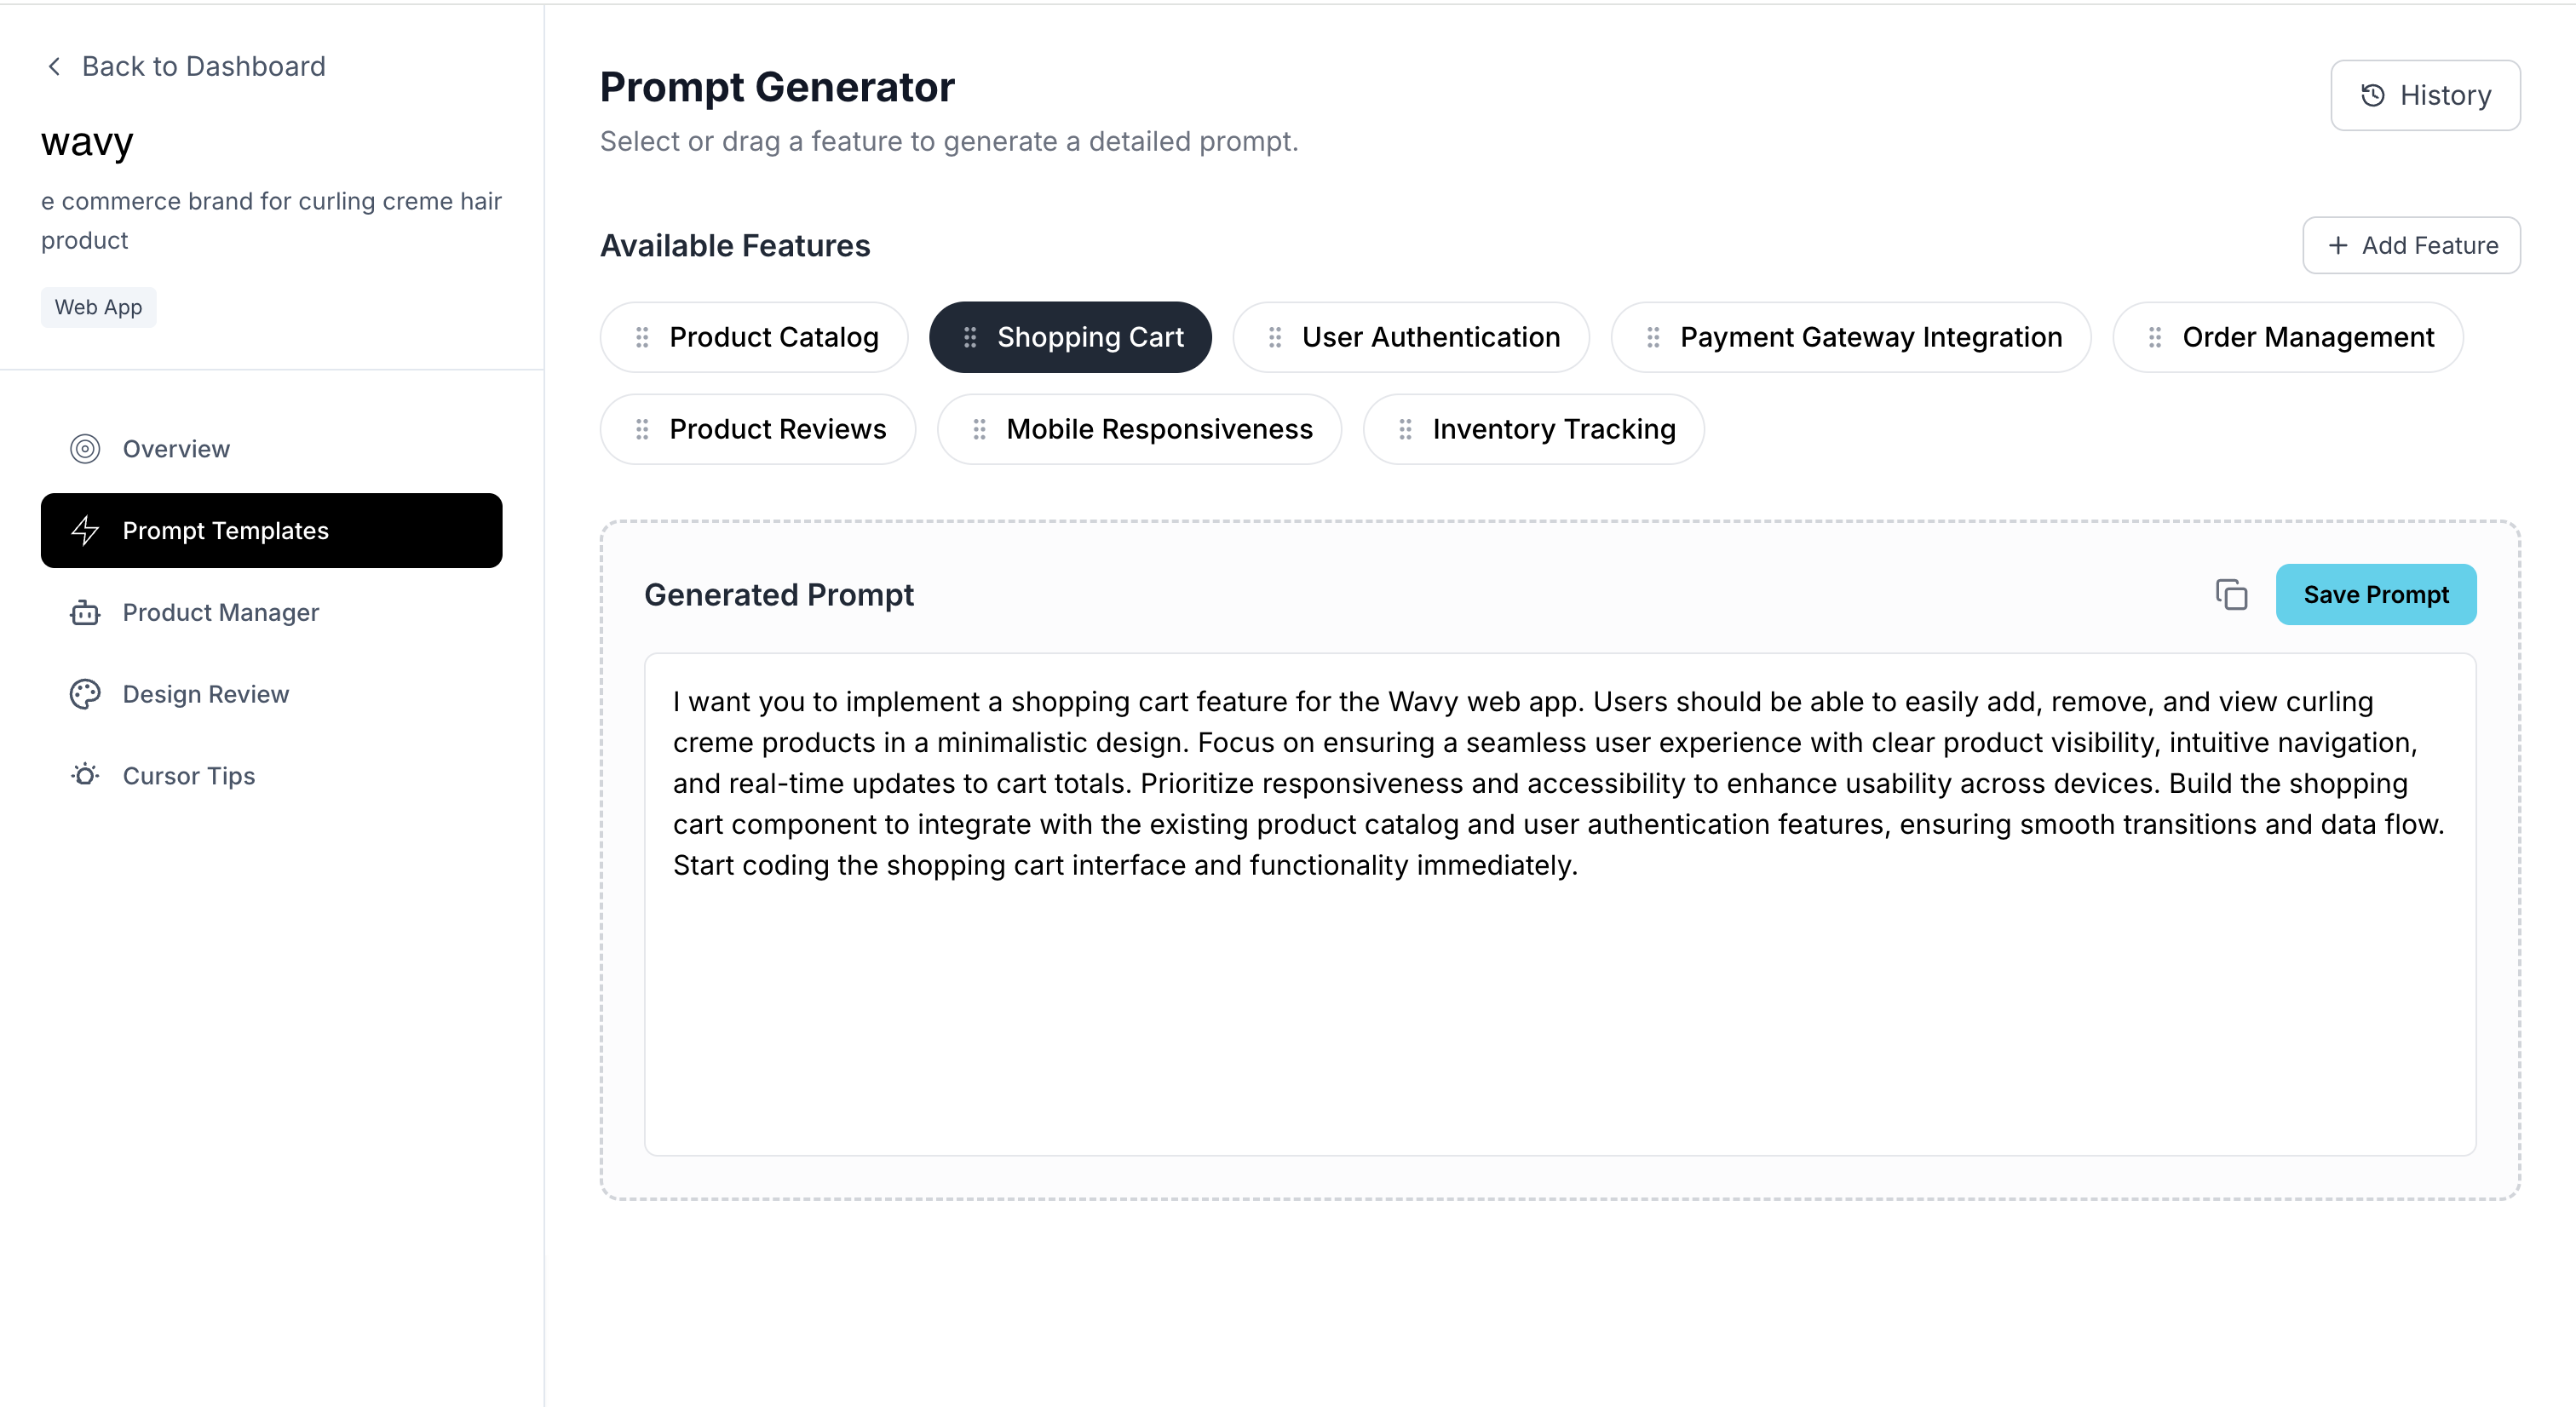 Back to Dashboard
wavy
e commerce brand for curling creme hair
product
Web App
Overview
Prompt Templates
Product Manager
Design Review
Cursor Tips
Prompt Generator
Select or drag a feature to generate a detailed prompt.
History
Available Features
Add Feature
Product Catalog
Shopping Cart
User Authentication
Payment Gateway Integration
Order Management
Product Reviews
Mobile Responsiveness
Inventory Tracking
Generated Prompt
Save Prompt
I want you to implement a shopping cart feature for the Wavy web app. Users should be able to easily add, remove, and view curling
creme products in a minimalistic design. Focus on ensuring a seamless user experience with clear product visibility, intuitive navigation,
and real-time updates to cart totals. Prioritize responsiveness and accessibility to enhance usability across devices. Build the shopping
cart component to integrate with the existing product catalog and user authentication features, ensuring smooth transitions and data flow.
Start coding the shopping cart interface and functionality immediately.